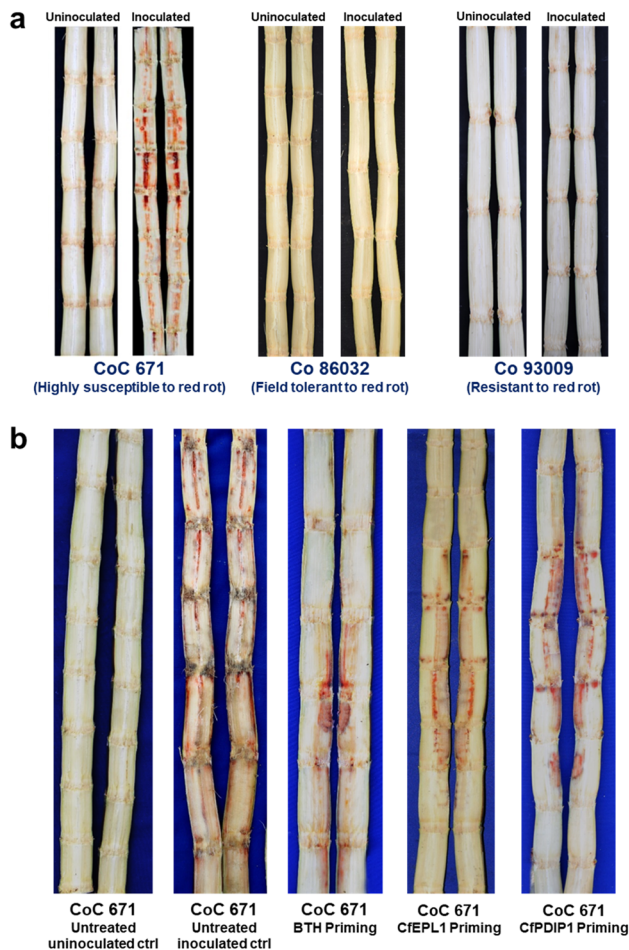 a
Uninoculated Inoculated
Uninoculated Inoculated
Uninoculated Inoculated
CoC 671
(Highly susceptible to red rot)
Co 86032
(Field tolerant to red rot)
Co 93009
(Resistant to red rot)
b
CoC 671
Untreated
uninoculated ctrl
CoC 671
Untreated
inoculated ctrl
CoC 671
BTH Priming
CoC 671
CfEPL1 Priming
CoC 671
CfPDIP1 Priming